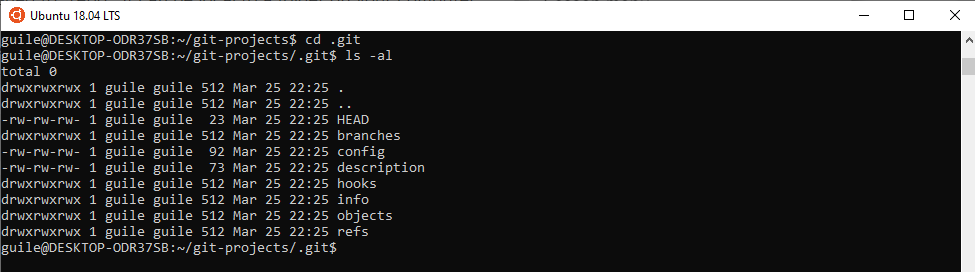 Ubuntu 18.04 LTS
guile@DESKTOP-ODR37SB:~/git-projects$ cd .git
guile@DESKTOP-ODR37SB:~/git-projects/.git$ ls -al
total 0
drwxrwxrwx 1 guile guile 512 Mar 25 22:25 .
drwxrwxrwx 1 guile guile 512 Mar 25 22:25 ..
-rw-rw-rw- 1 guile guile  23 Mar 25 22:25 HEAD
drwxrwxrwx 1 guile guile 512 Mar 25 22:25 branches
-rw-rw-rw- 1 guile guile  92 Mar 25 22:25 config
-rw-rw-rw- 1 guile guile  73 Mar 25 22:25 description
drwxrwxrwx 1 guile guile 512 Mar 25 22:25 hooks
drwxrwxrwx 1 guile guile 512 Mar 25 22:25 info
drwxrwxrwx 1 guile guile 512 Mar 25 22:25 objects
drwxrwxrwx 1 guile guile 512 Mar 25 22:25 refs
guile@DESKTOP-ODR37SB:~/git-projects/.git$